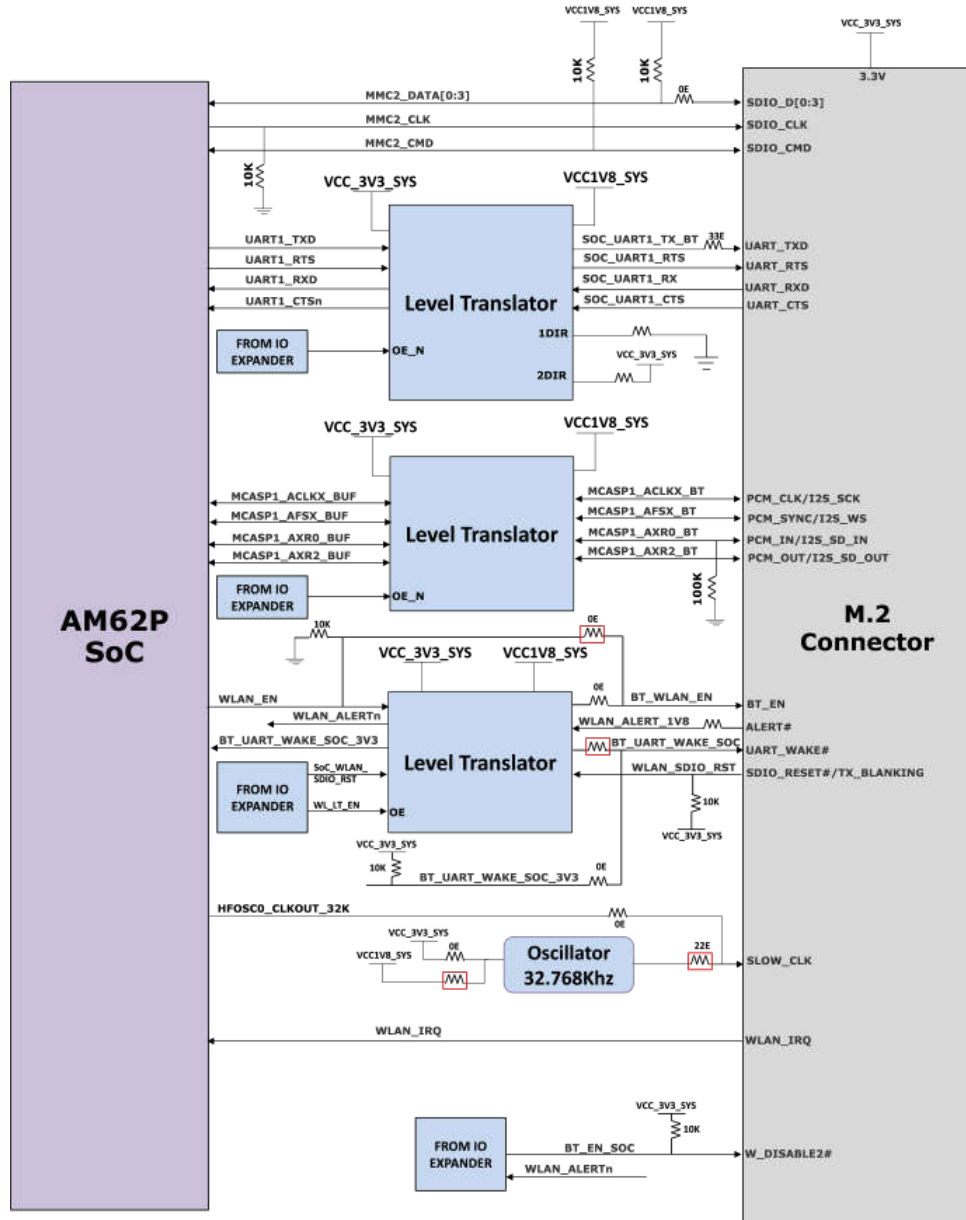 VCC1V8_SYS
VCC1V8_SYS
VCC_3V3_SYS
10K
10K
3.3V
MMC2_DATA[0:3]
0E
SDIO_D[0:3]
MMC2_CLK
SDIO_CLK
MMC2_CMD
SDIO_CMD
10K
VCC_3V3_SYS
VCC1V8_SYS
UART1_TXD
SOC_UART1_TX_BT
33E
UART_TXD
UART1_RTS
SOC_UART1_RTS
UART_RTS
UART1_RXD
SOC_UART1_RX
UART_RXD
UART1_CTSn
Level Translator
SOC_UART1_CTS
UART_CTS
1DIR
FROM IO
EXPANDER
OE_N
VCC_3V3_SYS
2DIR
VCC_3V3_SYS
VCC1V8_SYS
MCASP1_ACLKX_BUF
MCASP1_ACLKX_BT
PCM_CLK/I2S_SCK
MCASP1_AFSX_BUF
MCASP1_AFSX_BT
PCM_SYNC/I2S_WS
MCASP1_AXR0_BUF
Level Translator
MCASP1_AXR0_BT
PCM_IN/I2S_SD_IN
MCASP1_AXR2_BUF
MCASP1_AXR2_BT
PCM_OUT/I2S_SD_OUT
FROM IO
EXPANDER
OE_N
100K
AM62P
SoC
M.2
Connector
10K
0E
VCC_3V3_SYS
VCC1V8_SYS
WLAN_EN
0E
BT_WLAN_EN
BT_EN
WLAN_ALERTn
WLAN_ALERT_1V8
ALERT#
BT_UART_WAKE_SOC_3V3
BT_UART_WAKE_SOC
UART_WAKE#
Level Translator
FROM IO
EXPANDER
SoC_WLAN_
SDIO_RST
WLAN_SDIO_RST
SDIO_RESET#/TX_BLANKING
WL_LT_EN
OE
10K
VCC_3V3_SYS
VCC_3V3_SYS
10K
BT_UART_WAKE_SOC_3V3
0E
HFOSC0_CLKOUT_32K
0E
VCC_3V3_SYS
0E
VCC1V8_SYS
Oscillator
32.768Khz
22E
SLOW_CLK
WLAN_IRQ
WLAN_IRQ
VCC_3V3_SYS
10K
FROM IO
EXPANDER
BT_EN_SOC
W_DISABLE2#
WLAN_ALERTn